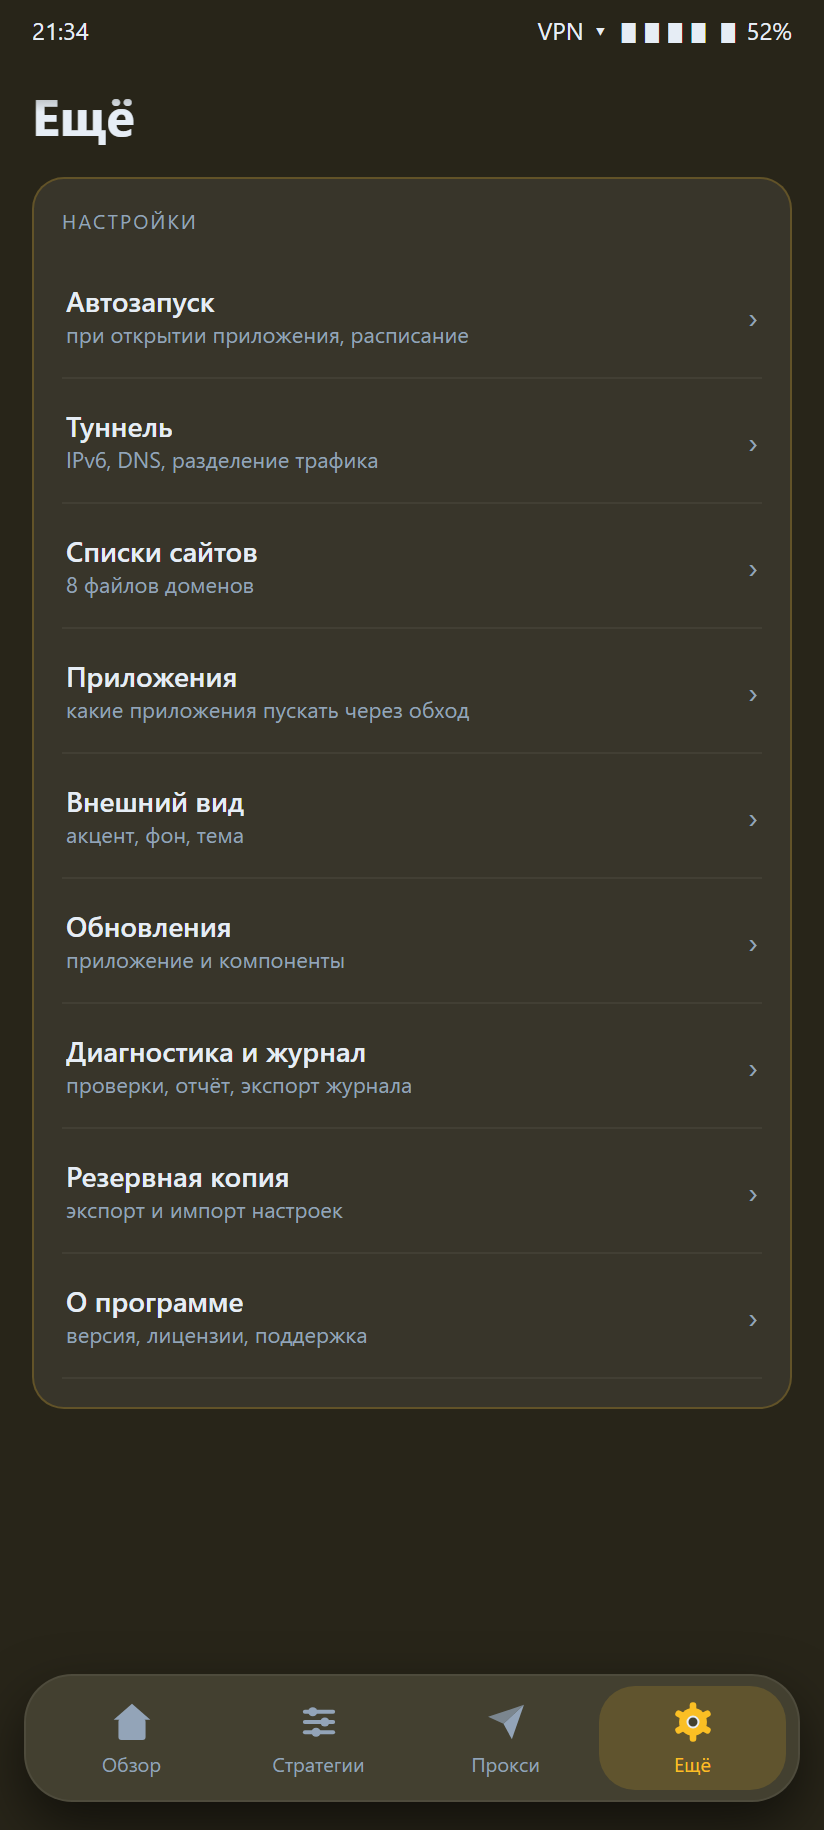 21:34 VPN ▼ 52%
Ещё
НАСТРОЙКИ
Автозапуск
при открытии приложения, расписание
Туннель
IPv6, DNS, разделение трафика
Списки сайтов
8 файлов доменов
Приложения
какие приложения пускать через обход
Внешний вид
акцент, фон, тема
Обновления
приложение и компоненты
Диагностика и журнал
проверки, отчёт, экспорт журнала
Резервная копия
экспорт и импорт настроек
О программе
версия, лицензии, поддержка
Обзор Стратегии Прокси Ещё